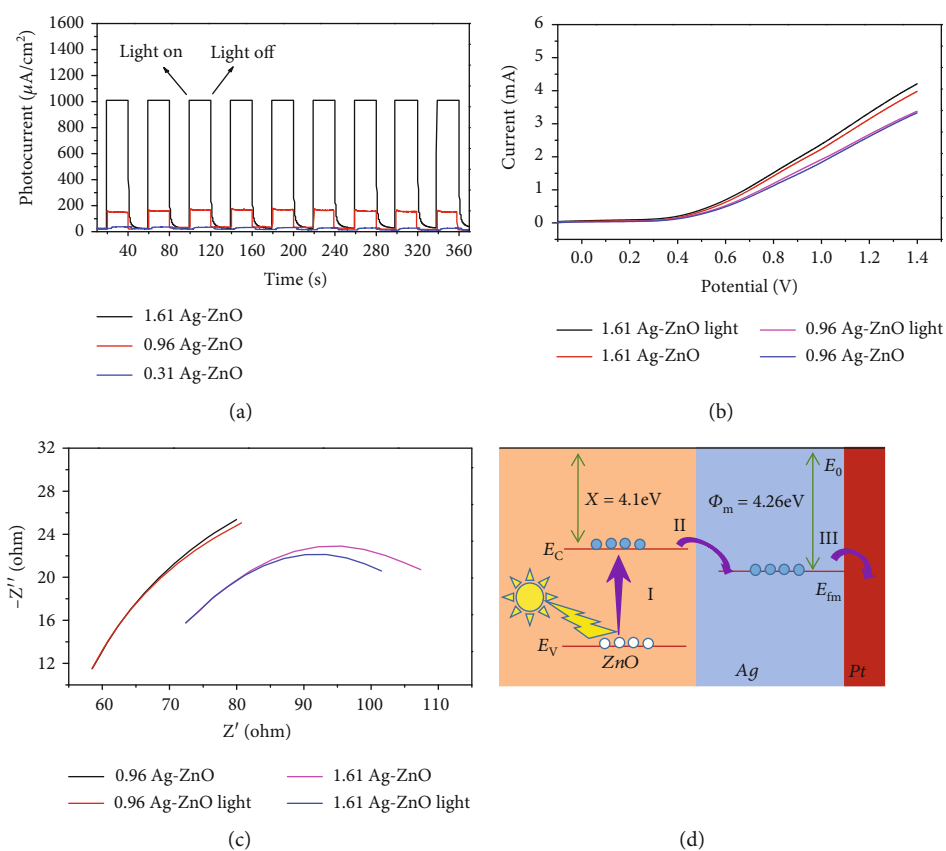 1600
1400
1200
1000
800
600
400
200
0
Photocurrent (μA/cm2)
Light on
Light off
40 80 120 160 200 240 280 320 360
Time (s)
1.61 Ag-ZnO
0.96 Ag-ZnO
0.31 Ag-ZnO
(a)
6
5
4
3
2
1
0
Current (mA)
0.0 0.2 0.4 0.6 0.8 1.0 1.2 1.4
Potential (V)
1.61 Ag-ZnO light
0.96 Ag-ZnO light
1.61 Ag-ZnO
0.96 Ag-ZnO
(b)
32
28
24
20
16
12
−Z′′ (ohm)
60 70 80 90 100 110
Z′ (ohm)
0.96 Ag-ZnO
1.61 Ag-ZnO
0.96 Ag-ZnO light
1.61 Ag-ZnO light
(c)
E0
X = 4.1eV
Φm = 4.26eV
II
III
EC
Efm
I
EV
ZnO
Ag
Pt
(d)